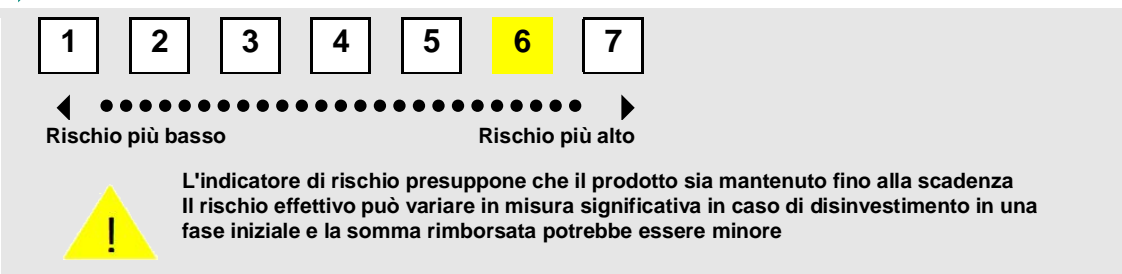 1 2 3 4 5 6 7
Rischio più basso Rischio più alto
L'indicatore di rischio presuppone che il prodotto sia mantenuto fino alla scadenza
Il rischio effettivo può variare in misura significativa in caso di disinvestimento in una
fase iniziale e la somma rimborsata potrebbe essere minore
!